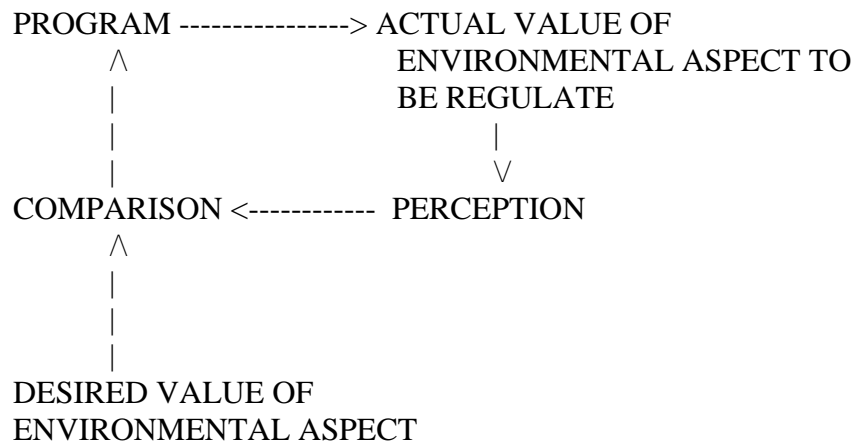 PROGRAM ----------------> ACTUAL VALUE OF
/\ ENVIRONMENTAL ASPECT TO
| BE REGULATE
| |
| \/
COMPARISON <------------ PERCEPTION
/\
|
|
|
DESIRED VALUE OF
ENVIRONMENTAL ASPECT